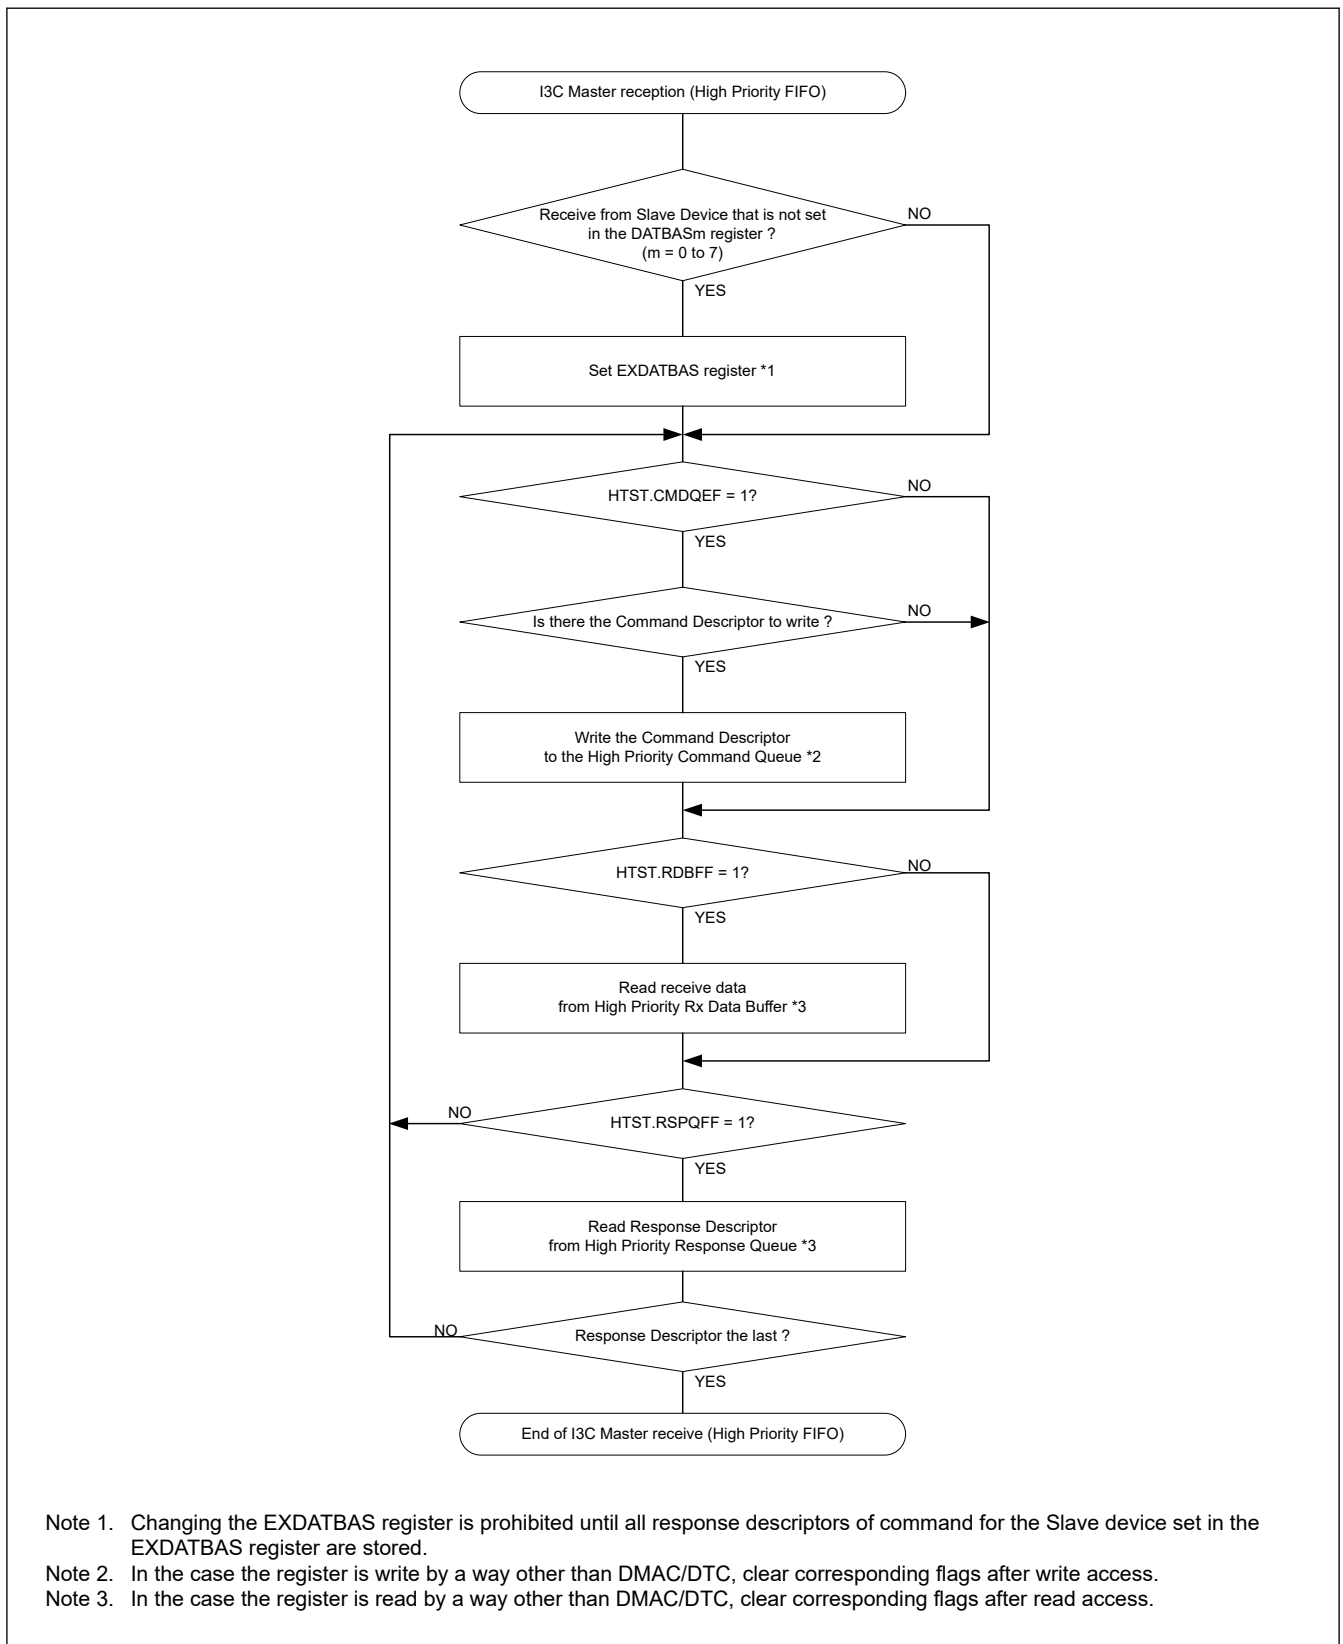 I3C Master reception (High Priority FIFO)
Receive from Slave Device that is not set
in the DATBASm register ?
(m = 0 to 7)
NO
YES
Set EXDATBAS register *1
HTST.CMDQEF = 1?
NO
YES
Is there the Command Descriptor to write ?
NO
YES
Write the Command Descriptor
to the High Priority Command Queue *2
HTST.RDBFF = 1?
NO
YES
Read receive data
from High Priority Rx Data Buffer *3
NO
HTST.RSPQFF = 1?
YES
Read Response Descriptor
from High Priority Response Queue *3
NO
Response Descriptor the last ?
YES
End of I3C Master receive (High Priority FIFO)
Note 1. Changing the EXDATBAS register is prohibited until all response descriptors of command for the Slave device set in the
EXDATBAS register are stored.
Note 2. In the case the register is write by a way other than DMAC/DTC, clear corresponding flags after write access.
Note 3. In the case the register is read by a way other than DMAC/DTC, clear corresponding flags after read access.